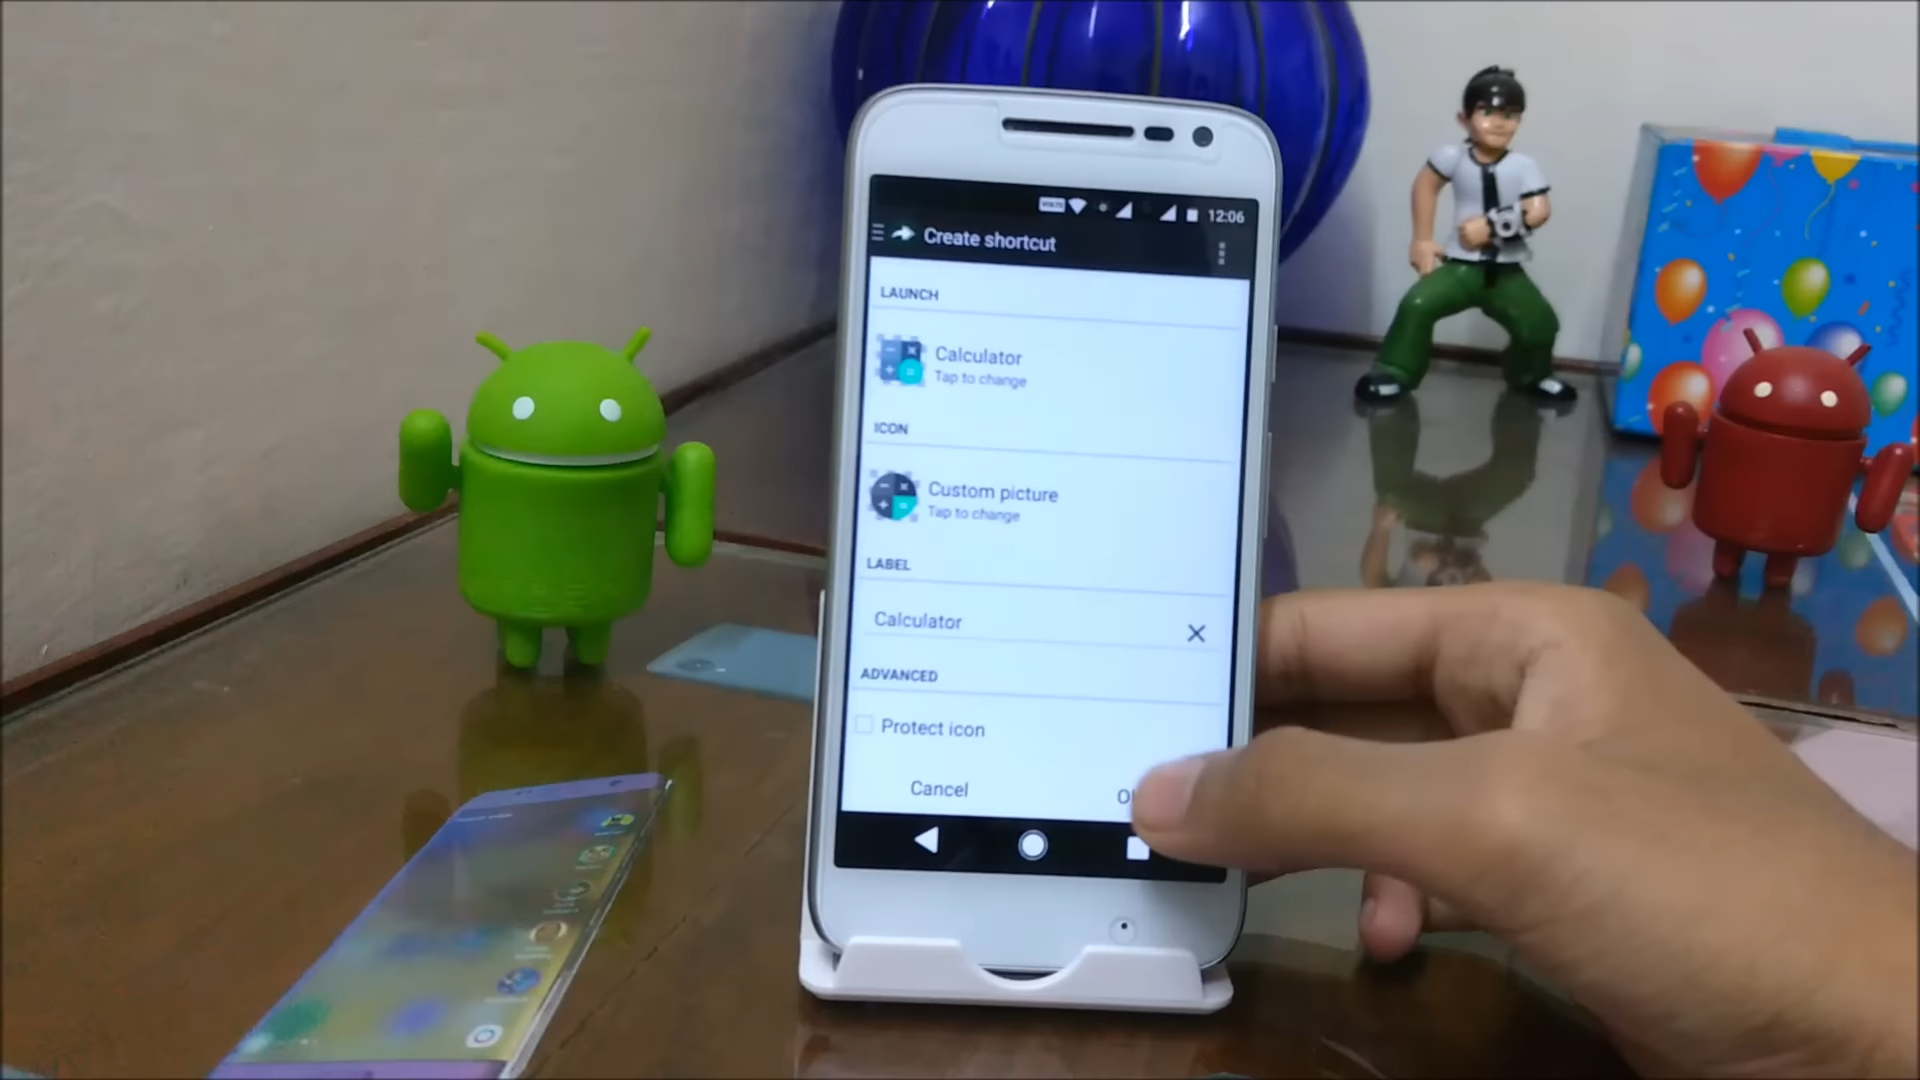 VoLTE 12:06
Create shortcut
LAUNCH
Calculator
Tap to change
ICON
Custom picture
Tap to change
LABEL
Calculator
ADVANCED
Protect icon
Cancel